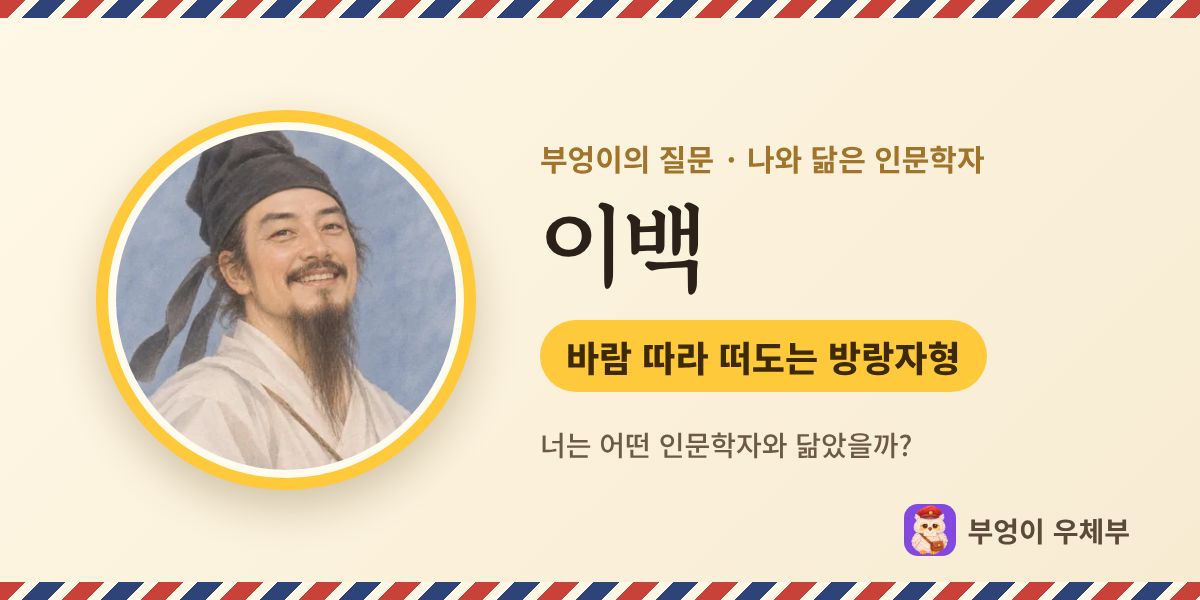 부엉이의 질문 · 나와 닮은 인문학자
이백
바람 따라 떠도는 방랑자형
너는 어떤 인문학자와 닮았을까?
부엉이 우체부